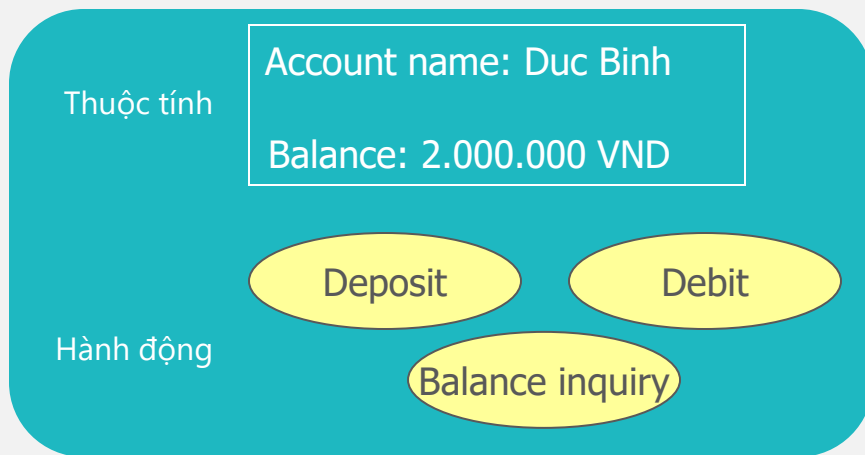 Thuộc tính
Account name: Duc Binh
Balance: 2.000.000 VND
Hành động
Deposit
Debit
Balance inquiry